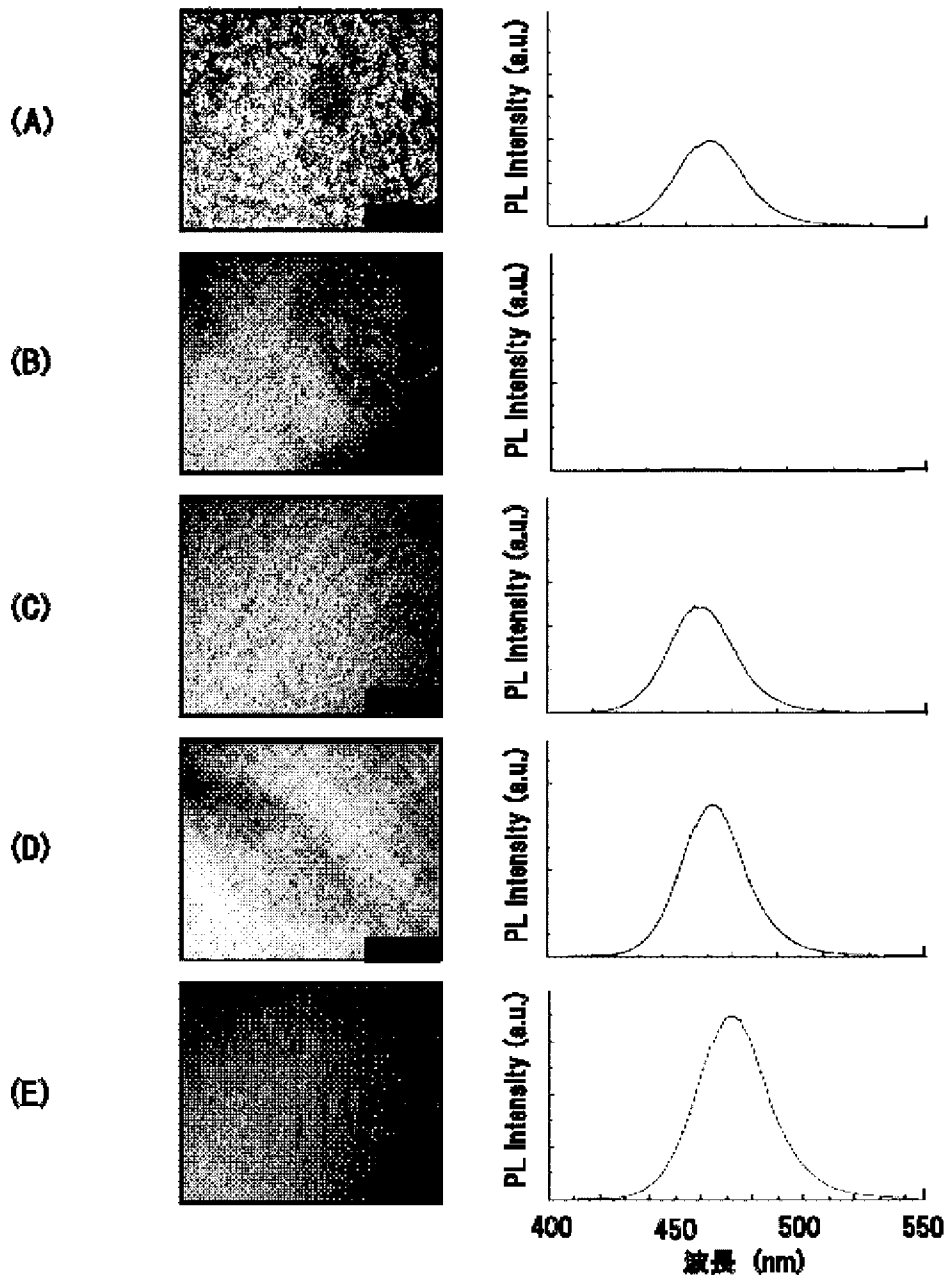 (A)
PL Intensity (a.u.)
(B)
PL Intensity (a.u.)
(C)
PL Intensity (a.u.)
(D)
PL Intensity (a.u.)
(E)
PL Intensity (a.u.)
400 450 500 550
波長 (nm)